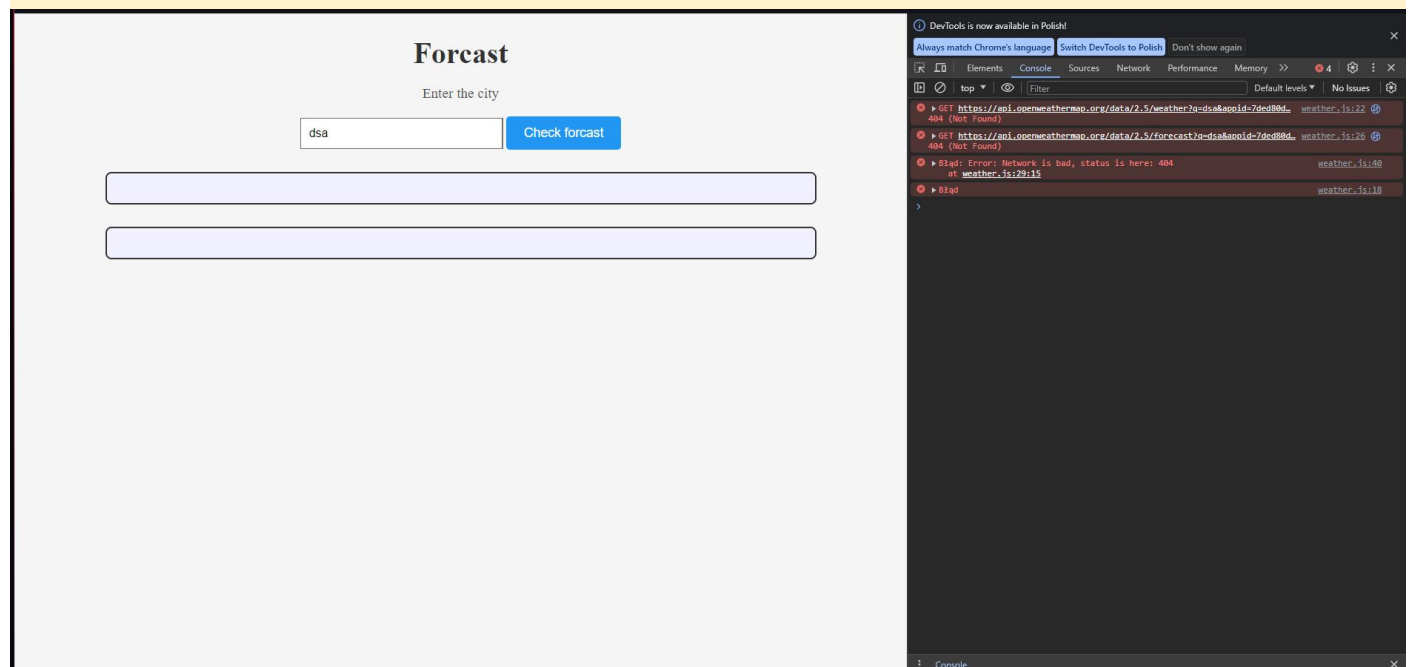 Forcast
Enter the city
dsa
Check forcast
DevTools is now available in Polish!
Always match Chrome's language Switch DevTools to Polish Don't show again
Elements Console Sources Network Performance Memory 4
top Filter Default levels No Issues
GET https://api.openweathermap.org/data/2.5/weather?q=dsa&appid=7ded80d… weather.js:22
404 (Not Found)
GET https://api.openweathermap.org/data/2.5/forecast?q=dsa&appid=7ded80d… weather.js:26
404 (Not Found)
Błąd: Error: Network is bad, status is here: 404 weather.js:40
at weather.js:29:15
Błąd weather.js:18
Console